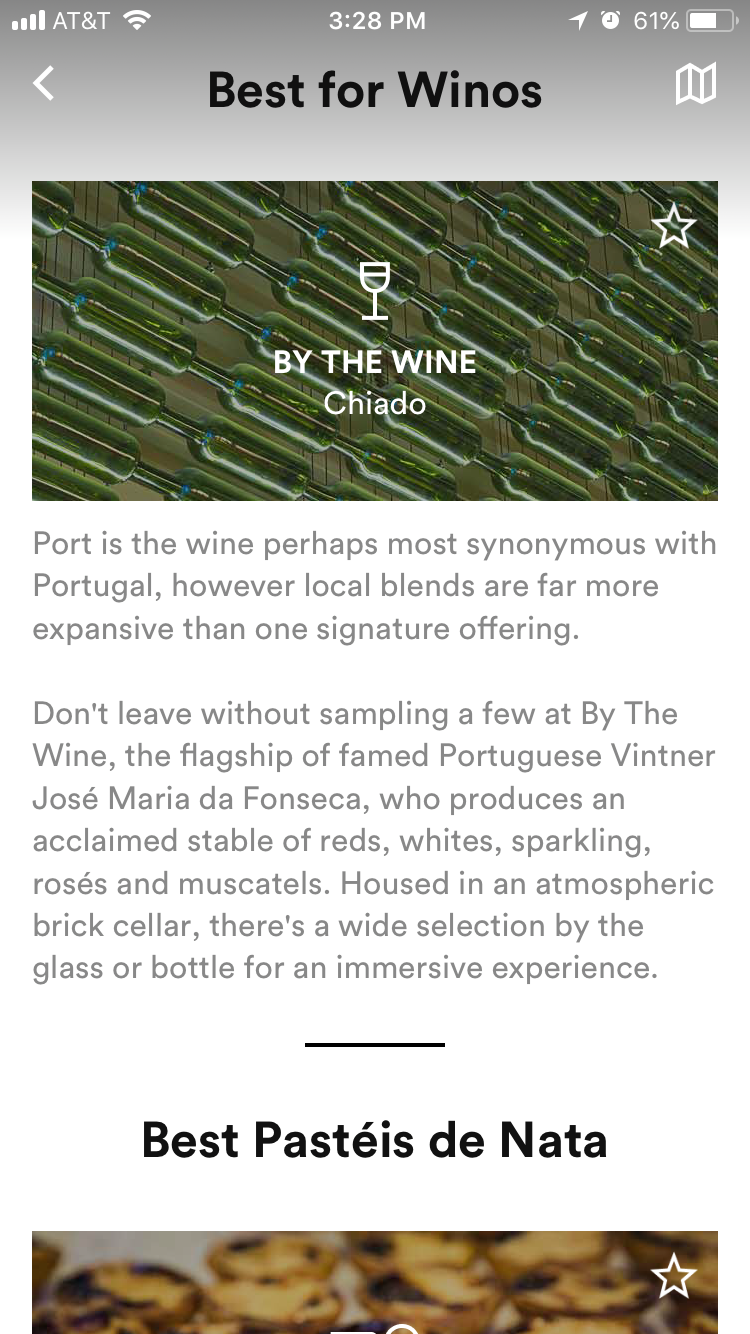 AT&T 3:28 PM 61%
Best for Winos
BY THE WINE
Chiado
Port is the wine perhaps most synonymous with
Portugal, however local blends are far more
expansive than one signature offering.
Don't leave without sampling a few at By The
Wine, the flagship of famed Portuguese Vintner
José Maria da Fonseca, who produces an
acclaimed stable of reds, whites, sparkling,
rosés and muscatels. Housed in an atmospheric
brick cellar, there's a wide selection by the
glass or bottle for an immersive experience.
Best Pastéis de Nata